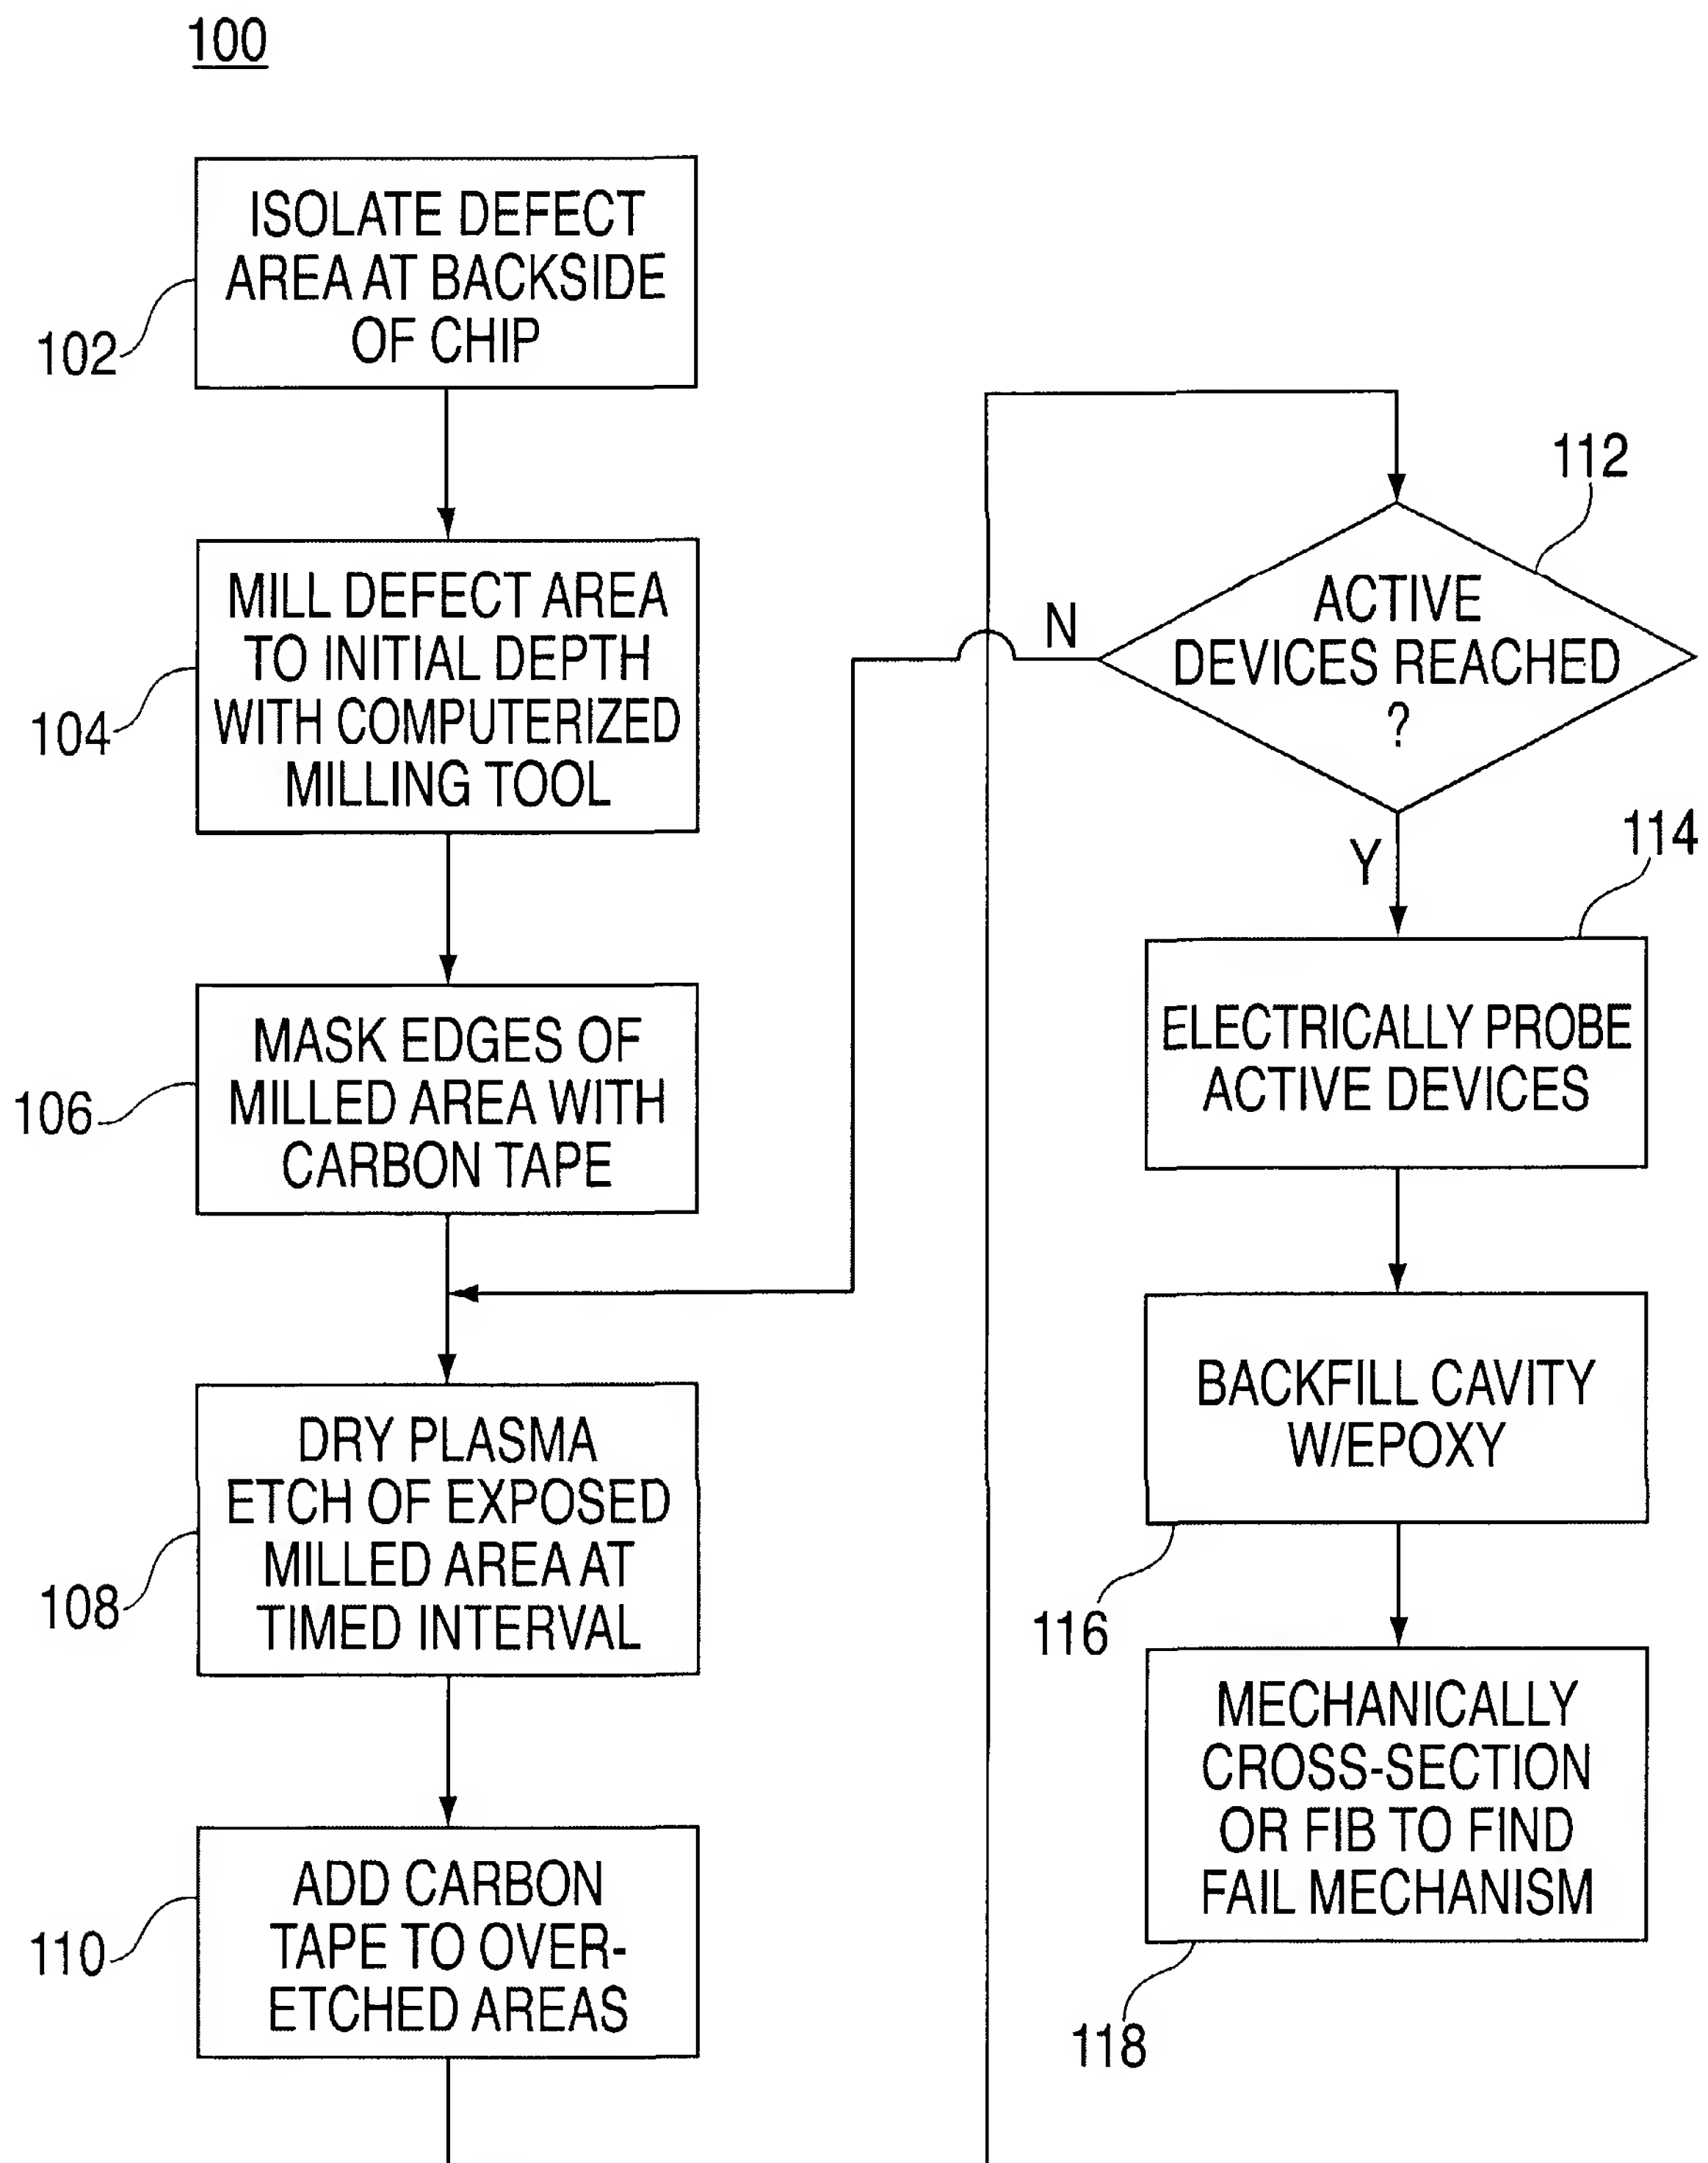 100
ISOLATE DEFECT
AREA AT BACKSIDE
OF CHIP
102
MILL DEFECT AREA
TO INITIAL DEPTH
WITH COMPUTERIZED
MILLING TOOL
104
MASK EDGES OF
MILLED AREA WITH
CARBON TAPE
106
DRY PLASMA
ETCH OF EXPOSED
MILLED AREA AT
TIMED INTERVAL
108
ADD CARBON
TAPE TO OVER-
ETCHED AREAS
110
112
ACTIVE
DEVICES REACHED
?
N
Y
114
ELECTRICALLY PROBE
ACTIVE DEVICES
BACKFILL CAVITY
W/EPOXY
116
MECHANICALLY
CROSS-SECTION
OR FIB TO FIND
FAIL MECHANISM
118